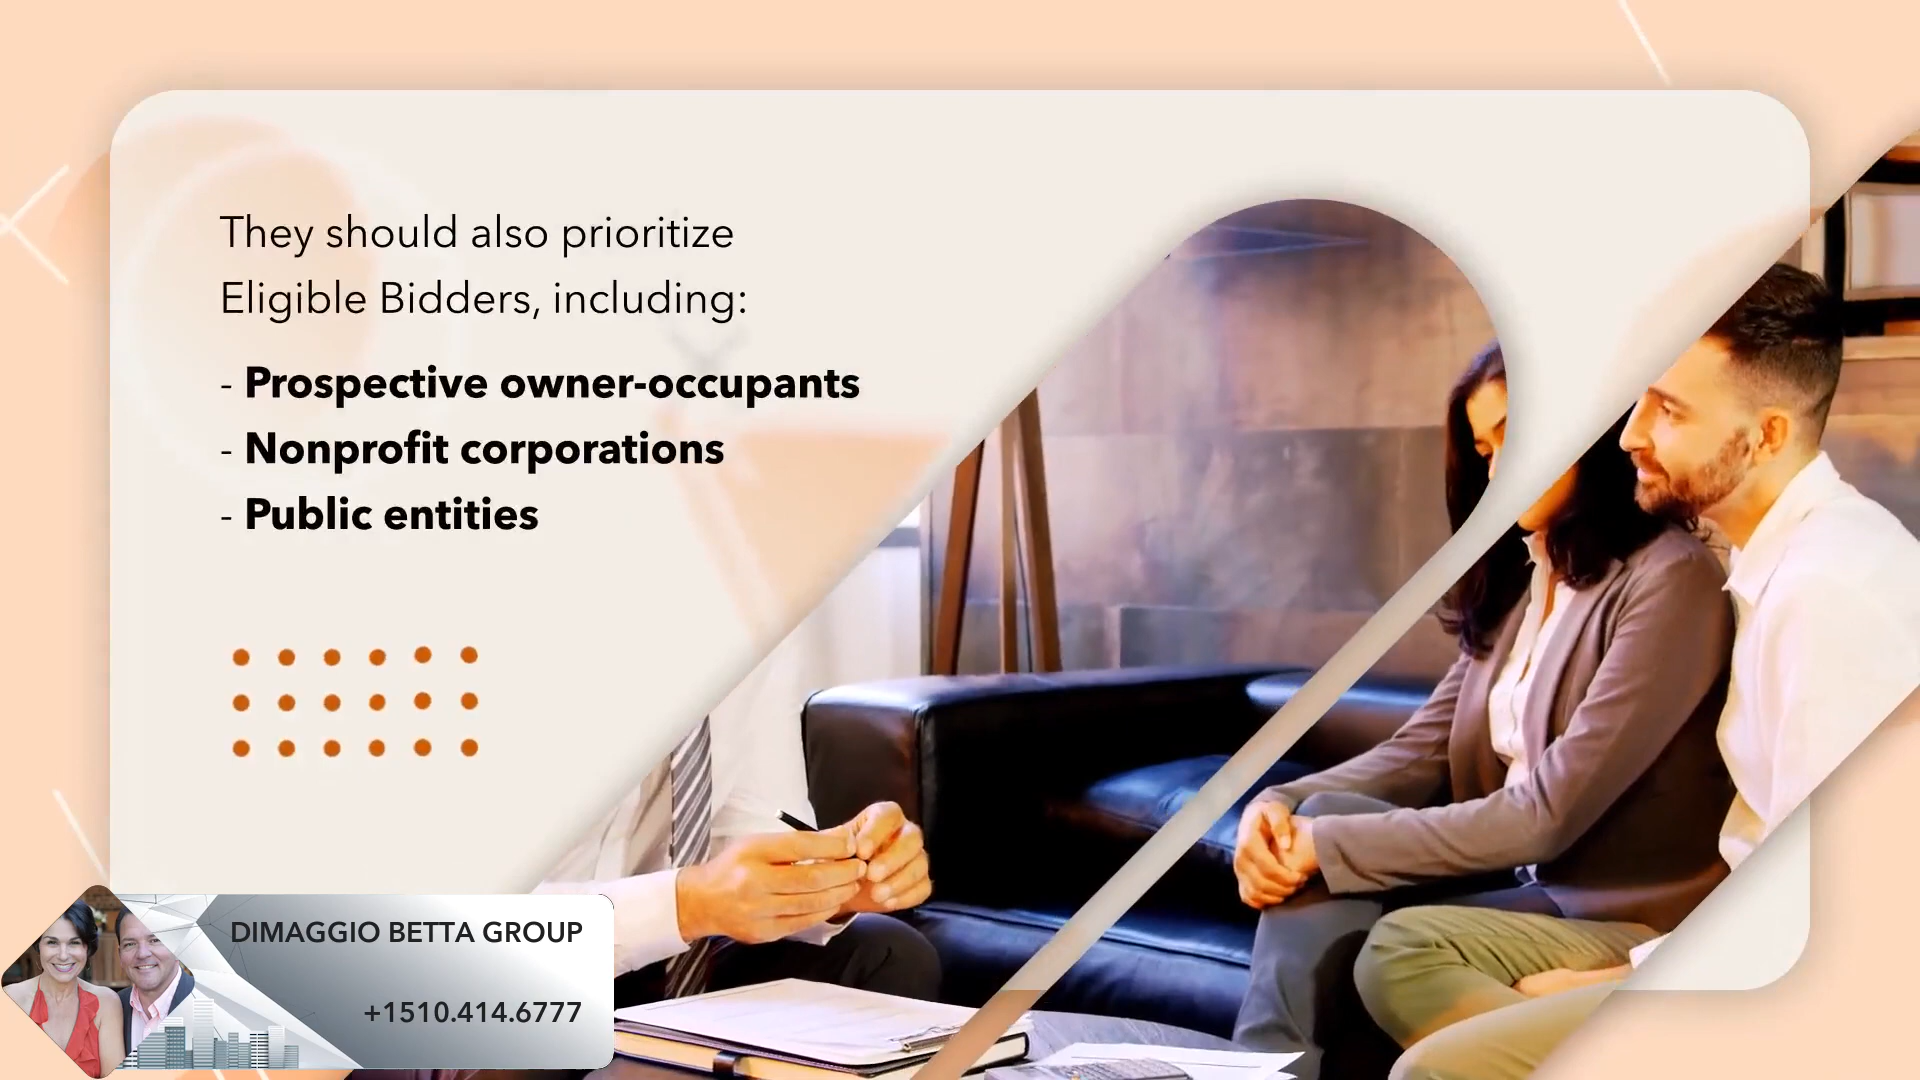 They should also prioritize
Eligible Bidders, including:
- Prospective owner-occupants
- Nonprofit corporations
- Public entities
DIMAGGIO BETTA GROUP
+1510.414.6777